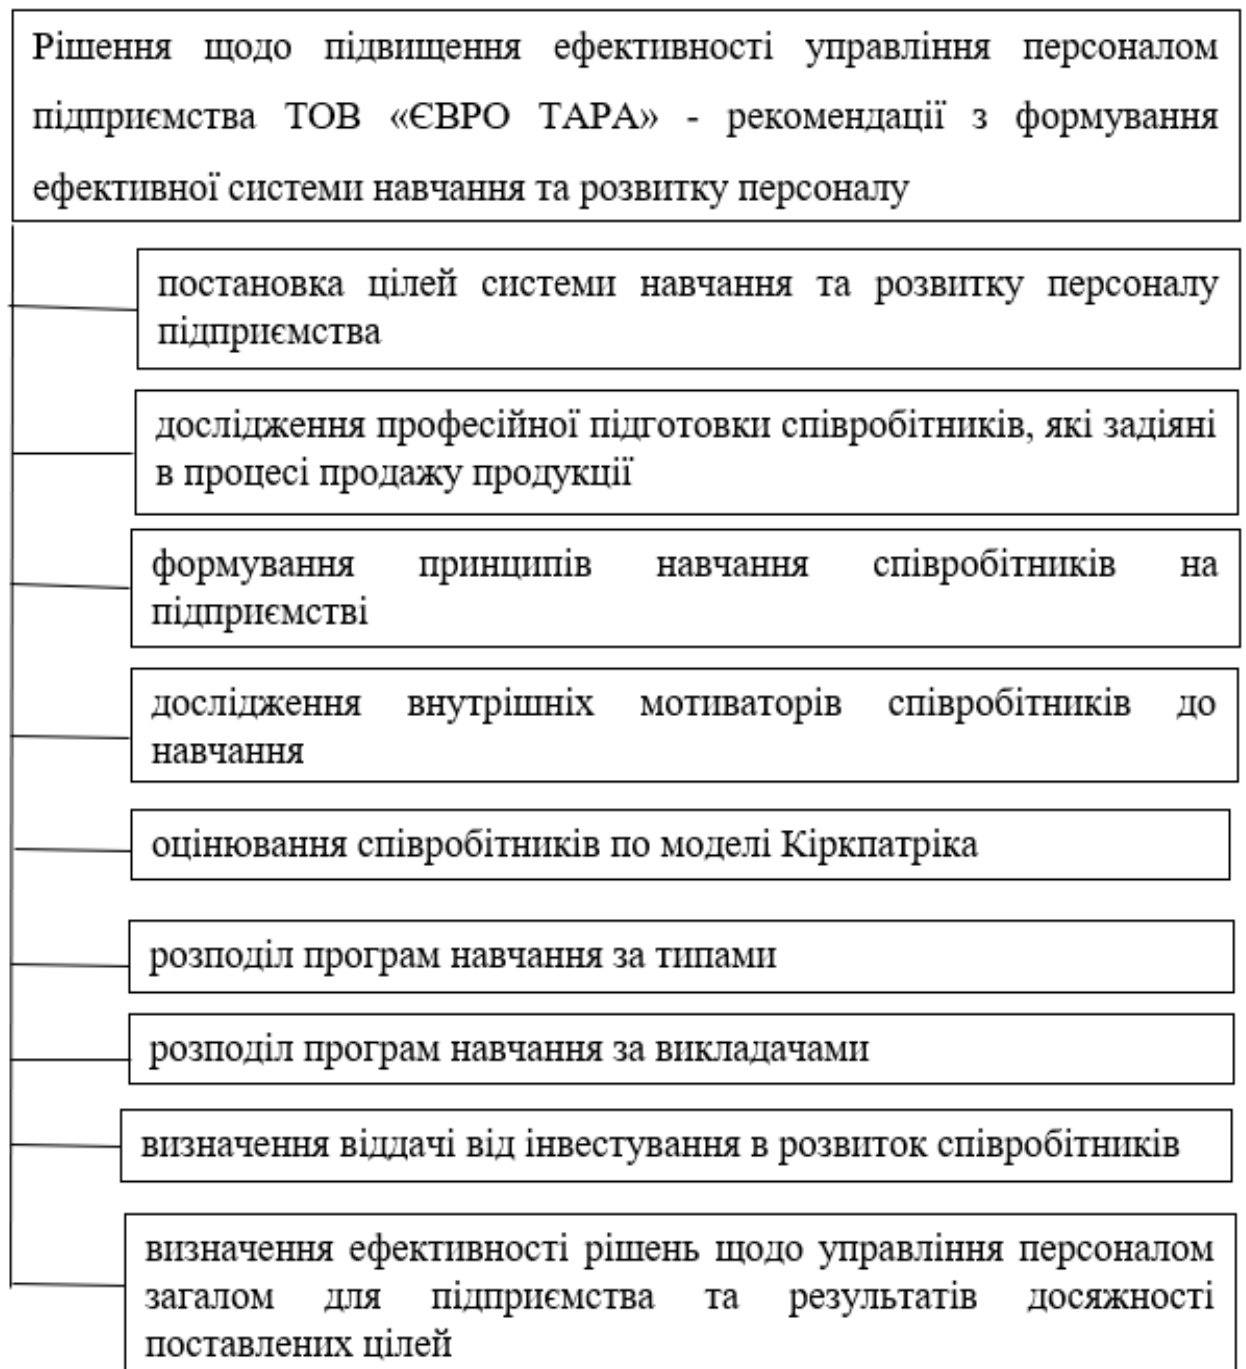 Рішення щодо підвищення ефективності управління персоналом
підприємства ТОВ «ЄВРО ТАРА» - рекомендації з формування
ефективної системи навчання та розвитку персоналу
постановка цілей системи навчання та розвитку персоналу
підприємства
дослідження професійної підготовки співробітників, які задіяні
в процесі продажу продукції
формування принципів навчання співробітників на
підприємстві
дослідження внутрішніх мотиваторів співробітників до
навчання
оцінювання співробітників по моделі Кіркпатріка
розподіл програм навчання за типами
розподіл програм навчання за викладачами
визначення віддачі від інвестування в розвиток співробітників
визначення ефективності рішень щодо управління персоналом
загалом для підприємства та результатів досяжності
поставлених цілей